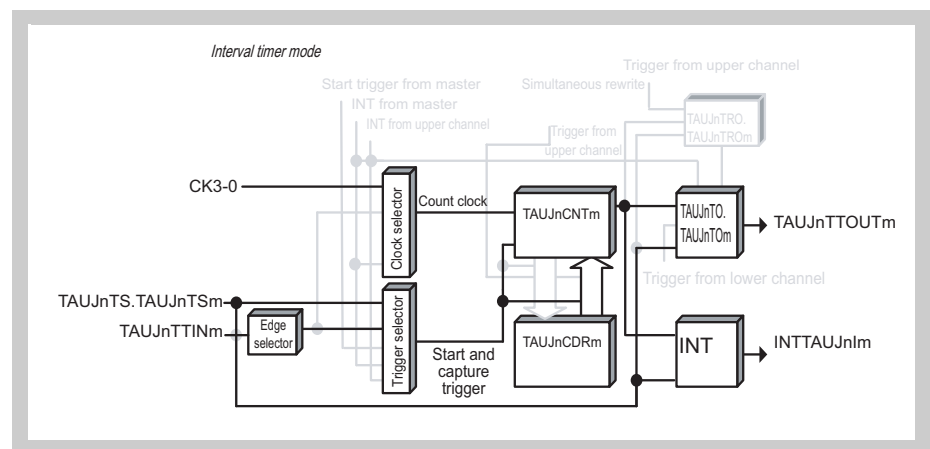 Interval timer mode
Trigger from upper channel
Start trigger from master
Simultaneous rewrite
INT from master
INT from upper channel
Trigger from
upper channel
TAUJnTRO.
TAUJnTROm
CK3-0
Clock selector
Count clock
TAUJnCNTm
TAUJnTO.
TAUJnTOm
TAUJnTTOUTm
Trigger from lower channel
TAUJnTS.TAUJnTSm
TAUJnTTINm
Edge
selector
Trigger selector
Start and
capture
trigger
TAUJnCDRm
INT
INTTAUJnIm